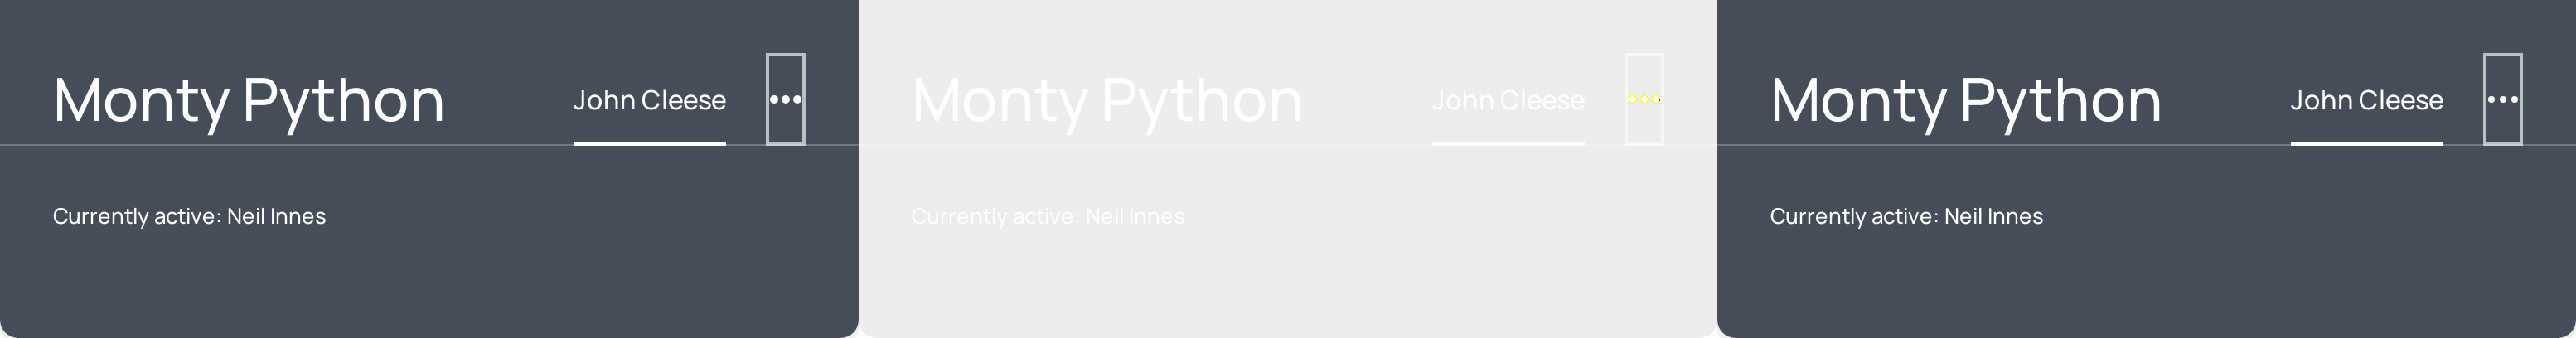 Monty Python John Cleese •••
Currently active: Neil Innes
Monty Python John Cleese •••
Currently active: Neil Innes
Monty Python John Cleese •••
Currently active: Neil Innes